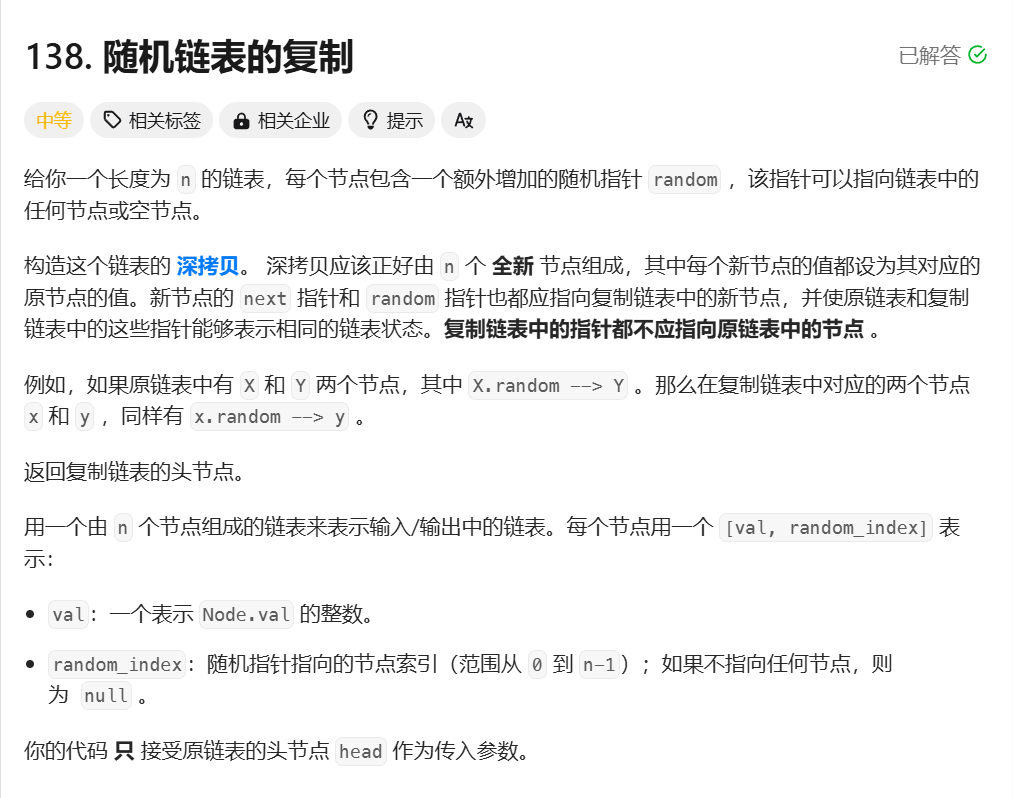 138. 随机链表的复制
已解答
中等 相关标签 相关企业 提示 Ax
给你一个长度为 n 的链表，每个节点包含一个额外增加的随机指针 random ，该指针可以指向链表中的
任何节点或空节点。
构造这个链表的 深拷贝。 深拷贝应该正好由 n 个 全新 节点组成，其中每个新节点的值都设为其对应的
原节点的值。新节点的 next 指针和 random 指针也都应指向复制链表中的新节点，并使原链表和复制
链表中的这些指针能够表示相同的链表状态。复制链表中的指针都不应指向原链表中的节点 。
例如，如果原链表中有 X 和 Y 两个节点，其中 X.random --> Y 。那么在复制链表中对应的两个节点
x 和 y ，同样有 x.random --> y 。
返回复制链表的头节点。
用一个由 n 个节点组成的链表来表示输入/输出中的链表。每个节点用一个 [val, random_index] 表
示：
• val：一个表示 Node.val 的整数。
• random_index：随机指针指向的节点索引（范围从 0 到 n-1）；如果不指向任何节点，则
为 null 。
你的代码 只 接受原链表的头节点 head 作为传入参数。